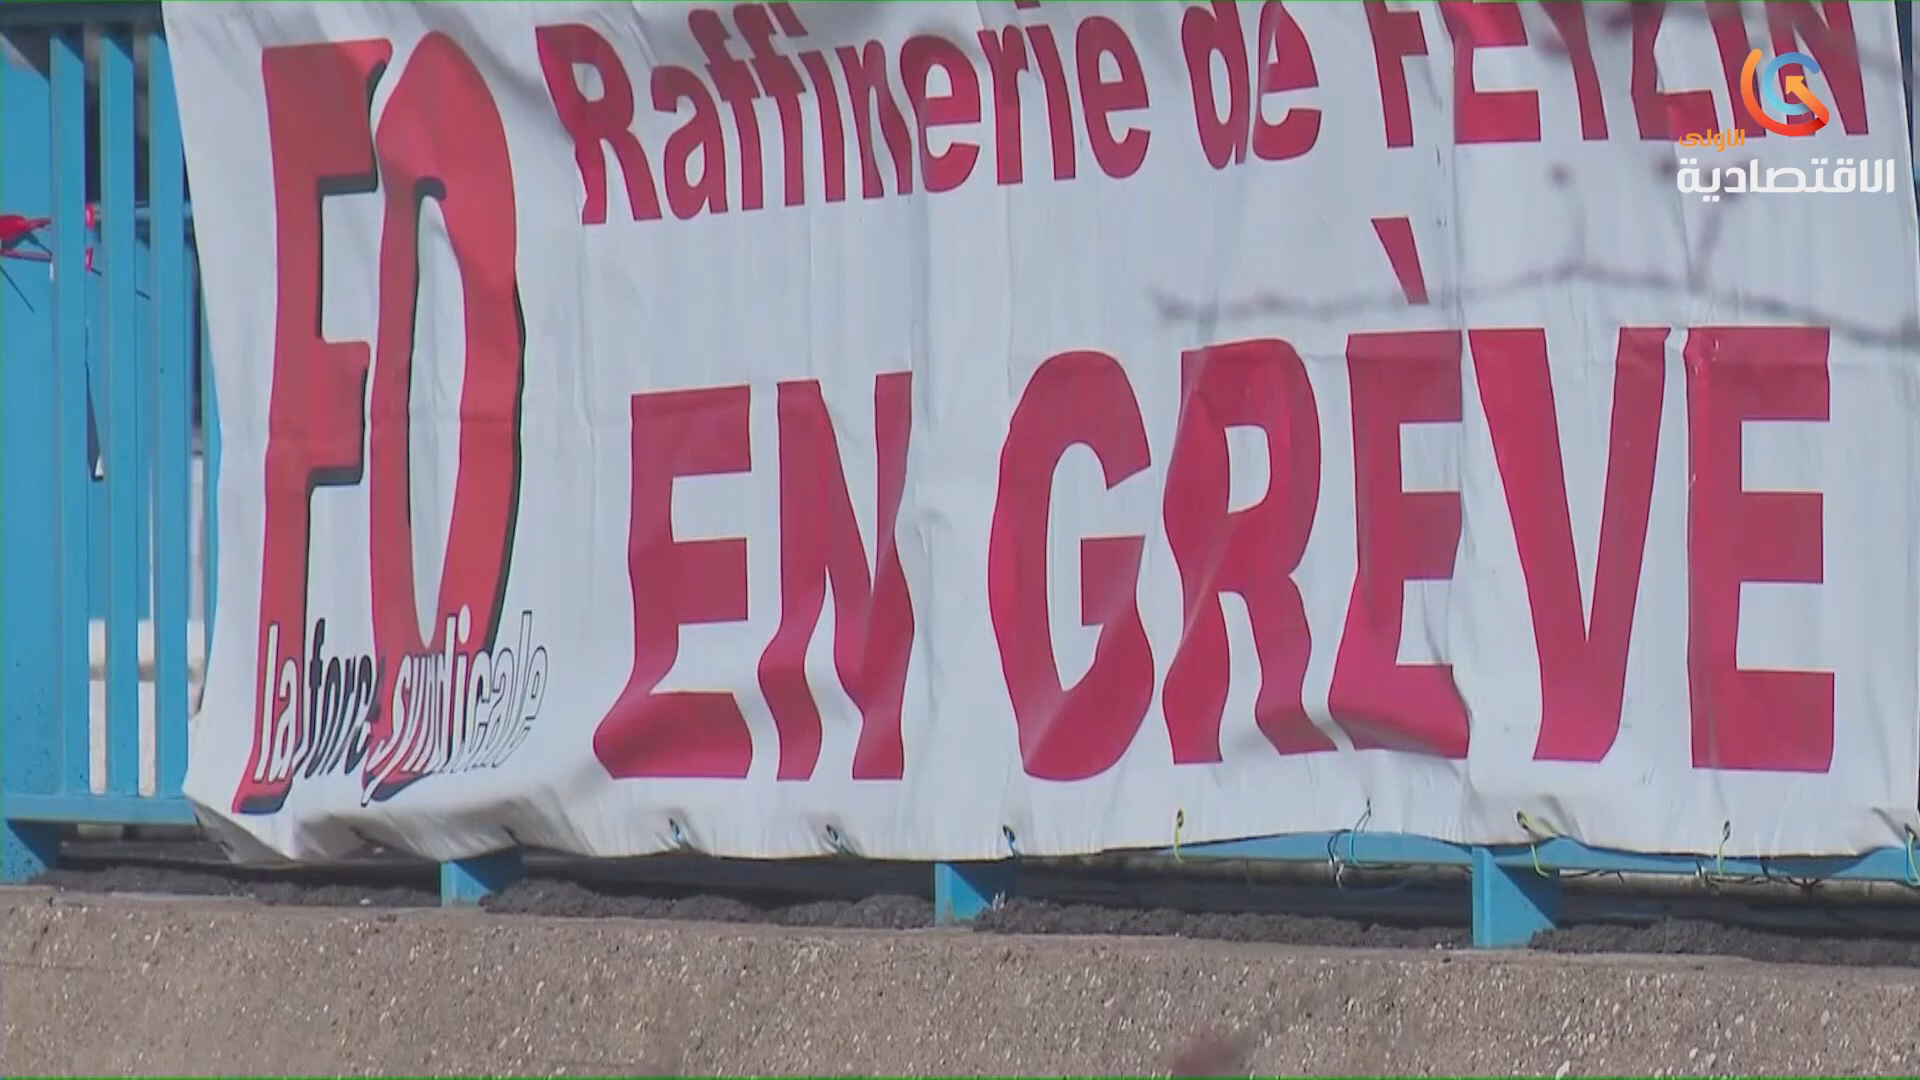 FO
la force syndicale
Raffinerie de FEYZIN
EN GRÈVE
الأولى
الاقتصادية